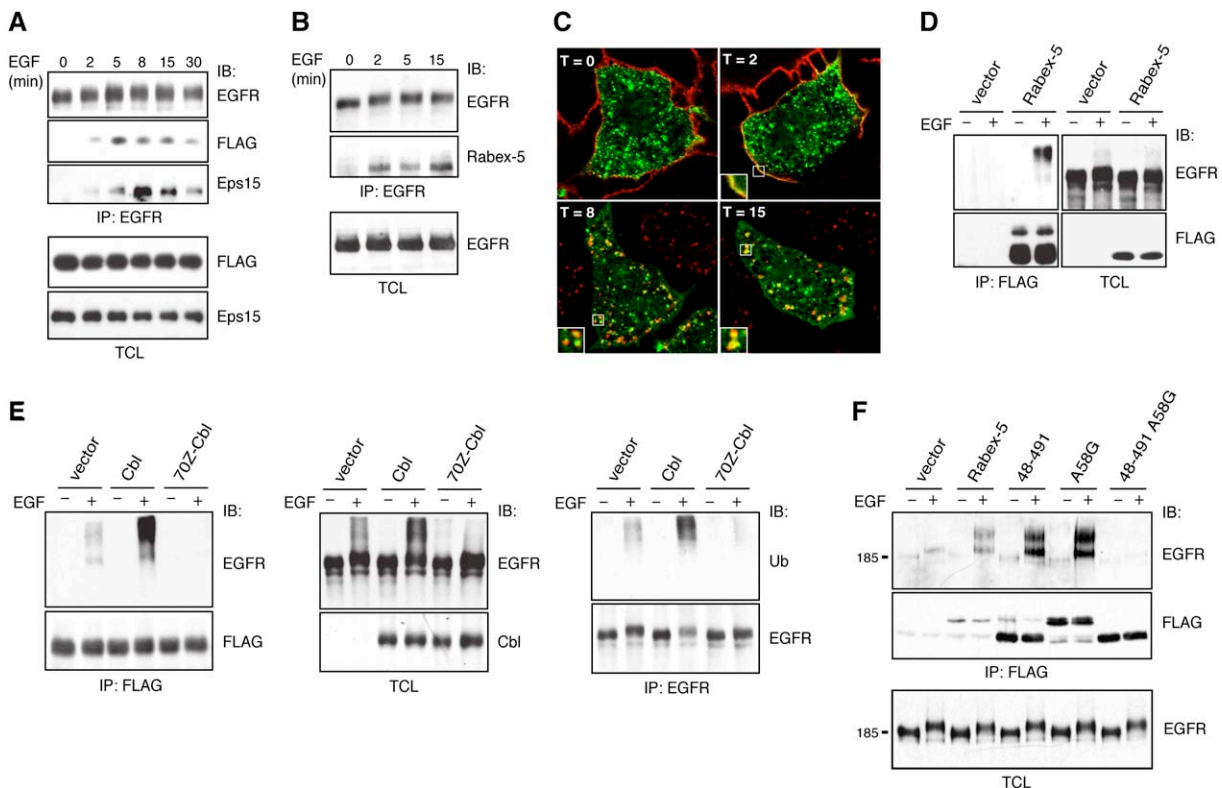 A
EGF (min) 0 2 5 8 15 30 IB:
EGFR
FLAG
Eps15
IP: EGFR
FLAG
Eps15
TCL
B
EGF (min) 0 2 5 15 IB:
EGFR
Rabex-5
IP: EGFR
EGFR
TCL
C
T = 0
T = 2
T = 8
T = 15
D
vector Rabex-5 vector Rabex-5
EGF – + – + – + – + IB:
EGFR
FLAG
IP: FLAG
TCL
E
vector Cbl 70Z-Cbl
EGF – + – + – + IB:
EGFR
FLAG
IP: FLAG
vector Cbl 70Z-Cbl
EGF – + – + – + IB:
EGFR
Cbl
TCL
vector Cbl 70Z-Cbl
EGF – + – + – + IB:
Ub
EGFR
IP: EGFR
F
vector Rabex-5 48-491 A58G 48-491 A58G
EGF – + – + – + – + – + IB:
185 EGFR
FLAG
IP: FLAG
185 EGFR
TCL